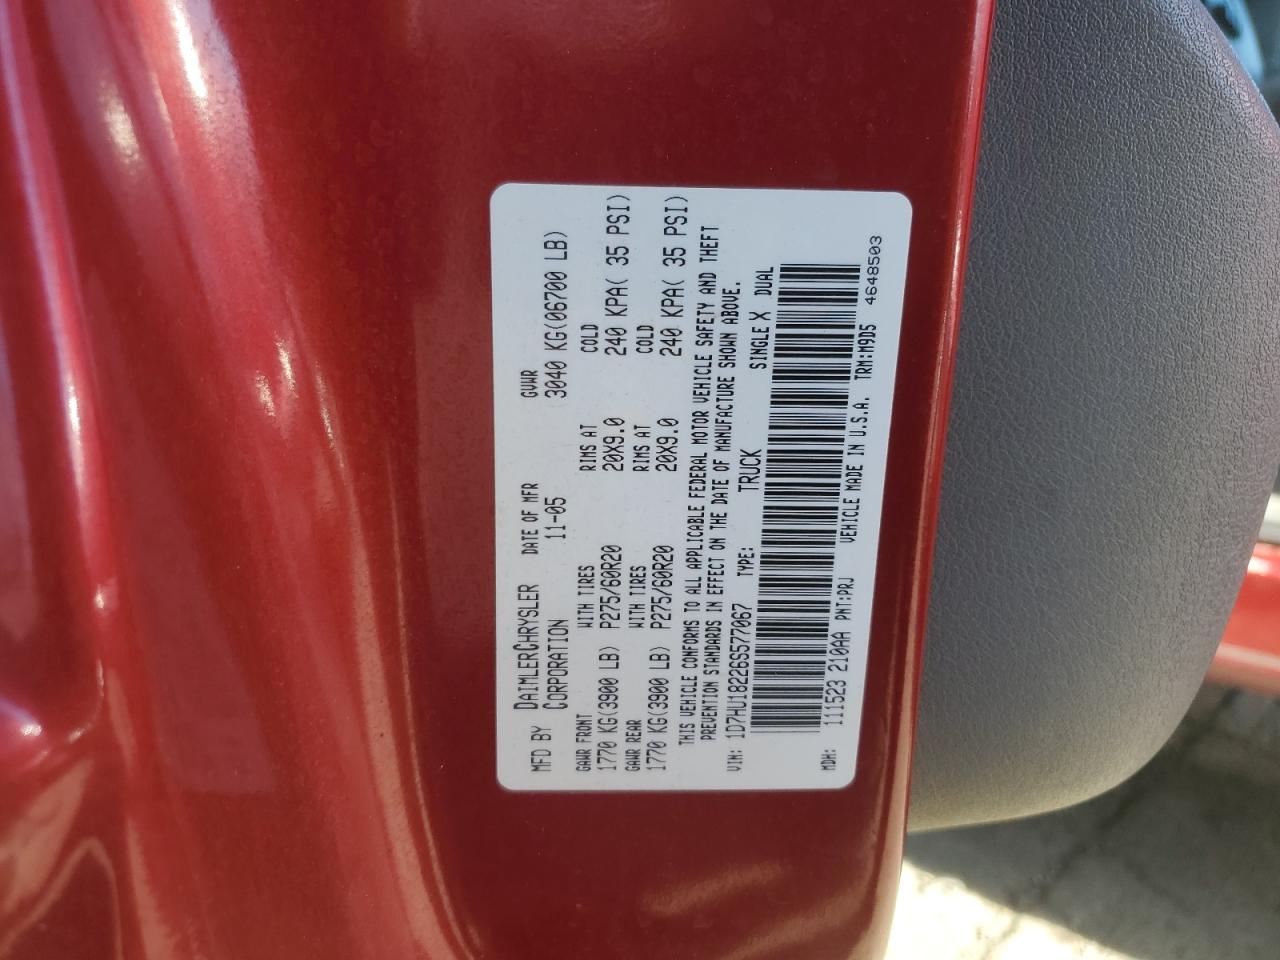 MFD BY DAIMLERCHRYSLER CORPORATION DATE OF MFR 11-05 GVWR 3040 KG(06700 LB)
GAWR FRONT WITH TIRES RIMS AT COLD
1770 KG(3900 LB) P275/60R20 20X9.0 240 KPA( 35 PSI)
GAWR REAR WITH TIRES RIMS AT COLD
1770 KG(3900 LB) P275/60R20 20X9.0 240 KPA( 35 PSI)
THIS VEHICLE CONFORMS TO ALL APPLICABLE FEDERAL MOTOR VEHICLE SAFETY AND THEFT
PREVENTION STANDARDS IN EFFECT ON THE DATE OF MANUFACTURE SHOWN ABOVE.
VIN: 1D7HU18226S577067 TYPE: TRUCK SINGLE X DUAL
MDH: 111523 210AA PNT:PRJ VEHICLE MADE IN U.S.A. TRM:M9D5 4648503